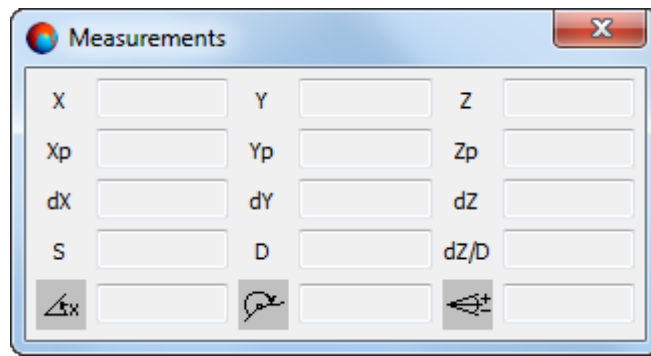 Measurements
X Y Z
Xp Yp Zp
dX dY dZ
S D dZ/D
x